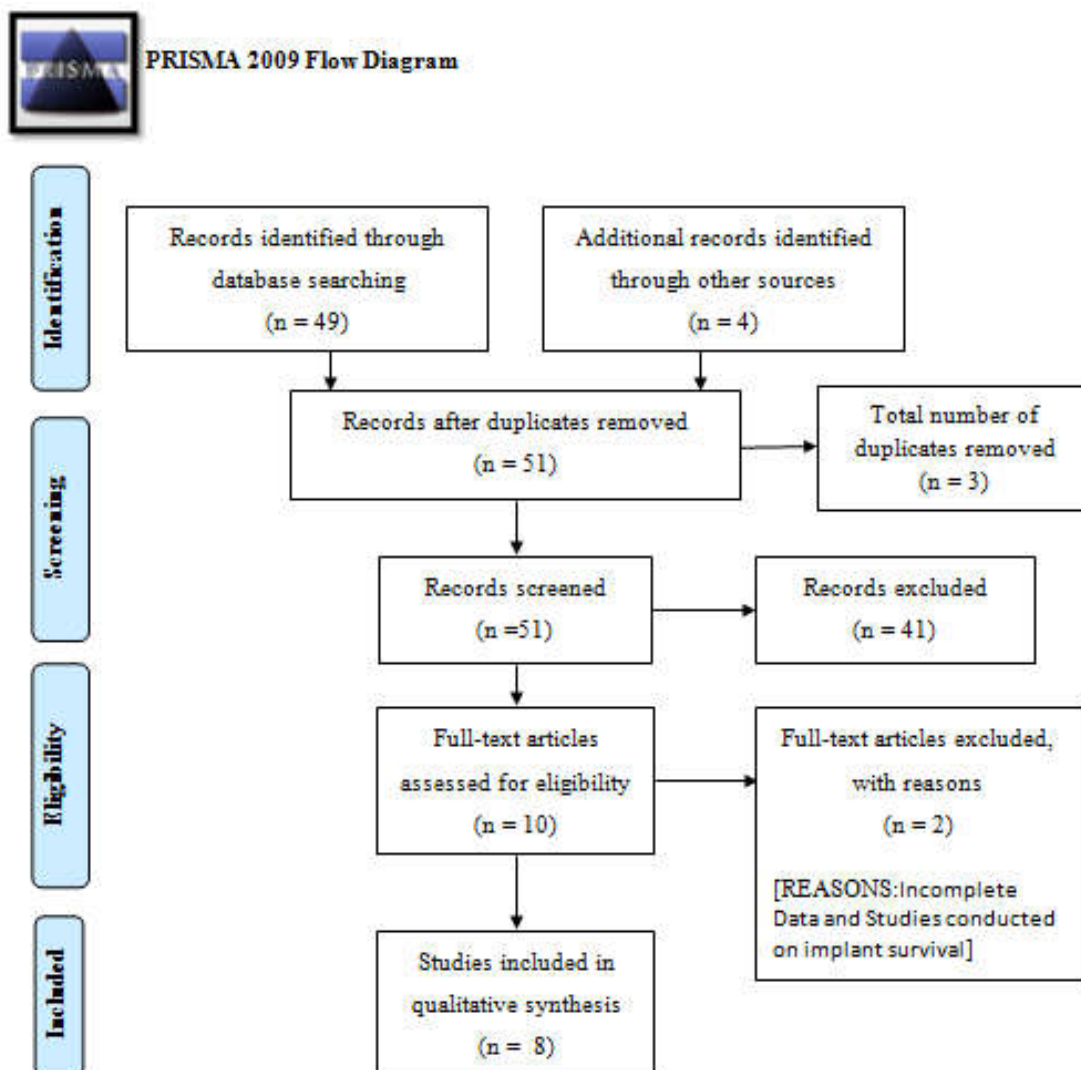 PRISMA
PRISMA 2009 Flow Diagram
Identification
Records identified through
database searching
(n = 49)
Additional records identified
through other sources
(n = 4)
Records after duplicates removed
(n = 51)
Total number of
duplicates removed
(n = 3)
Screening
Records screened
(n =51)
Records excluded
(n = 41)
Eligibility
Full-text articles
assessed for eligibility
(n = 10)
Full-text articles excluded,
with reasons
(n = 2)
[REASONS:Incomplete
Data and Studies conducted
on implant survival]
Included
Studies included in
qualitative synthesis
(n =  8)